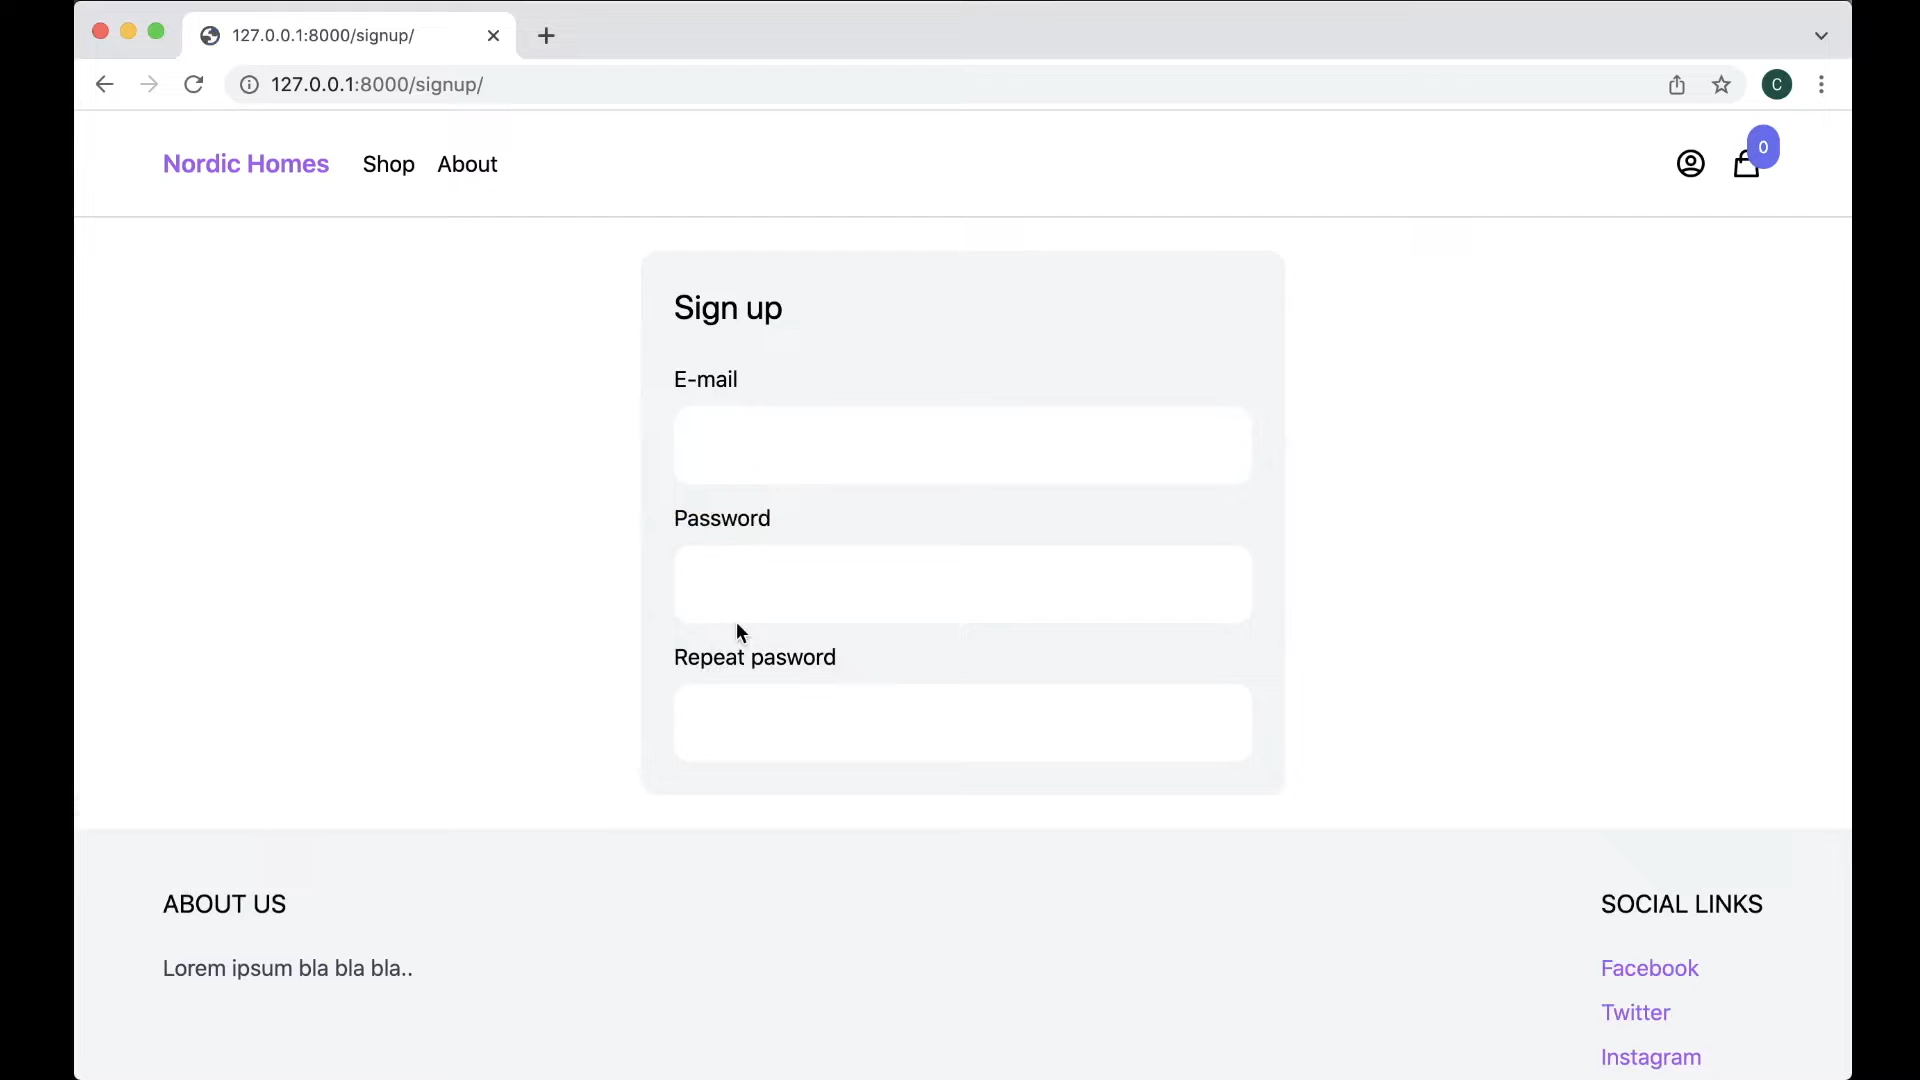 127.0.0.1:8000/signup/
127.0.0.1:8000/signup/
C
Nordic Homes Shop About
0
Sign up
E-mail
Password
Repeat pasword
ABOUT US
Lorem ipsum bla bla bla..
SOCIAL LINKS
Facebook
Twitter
Instagram